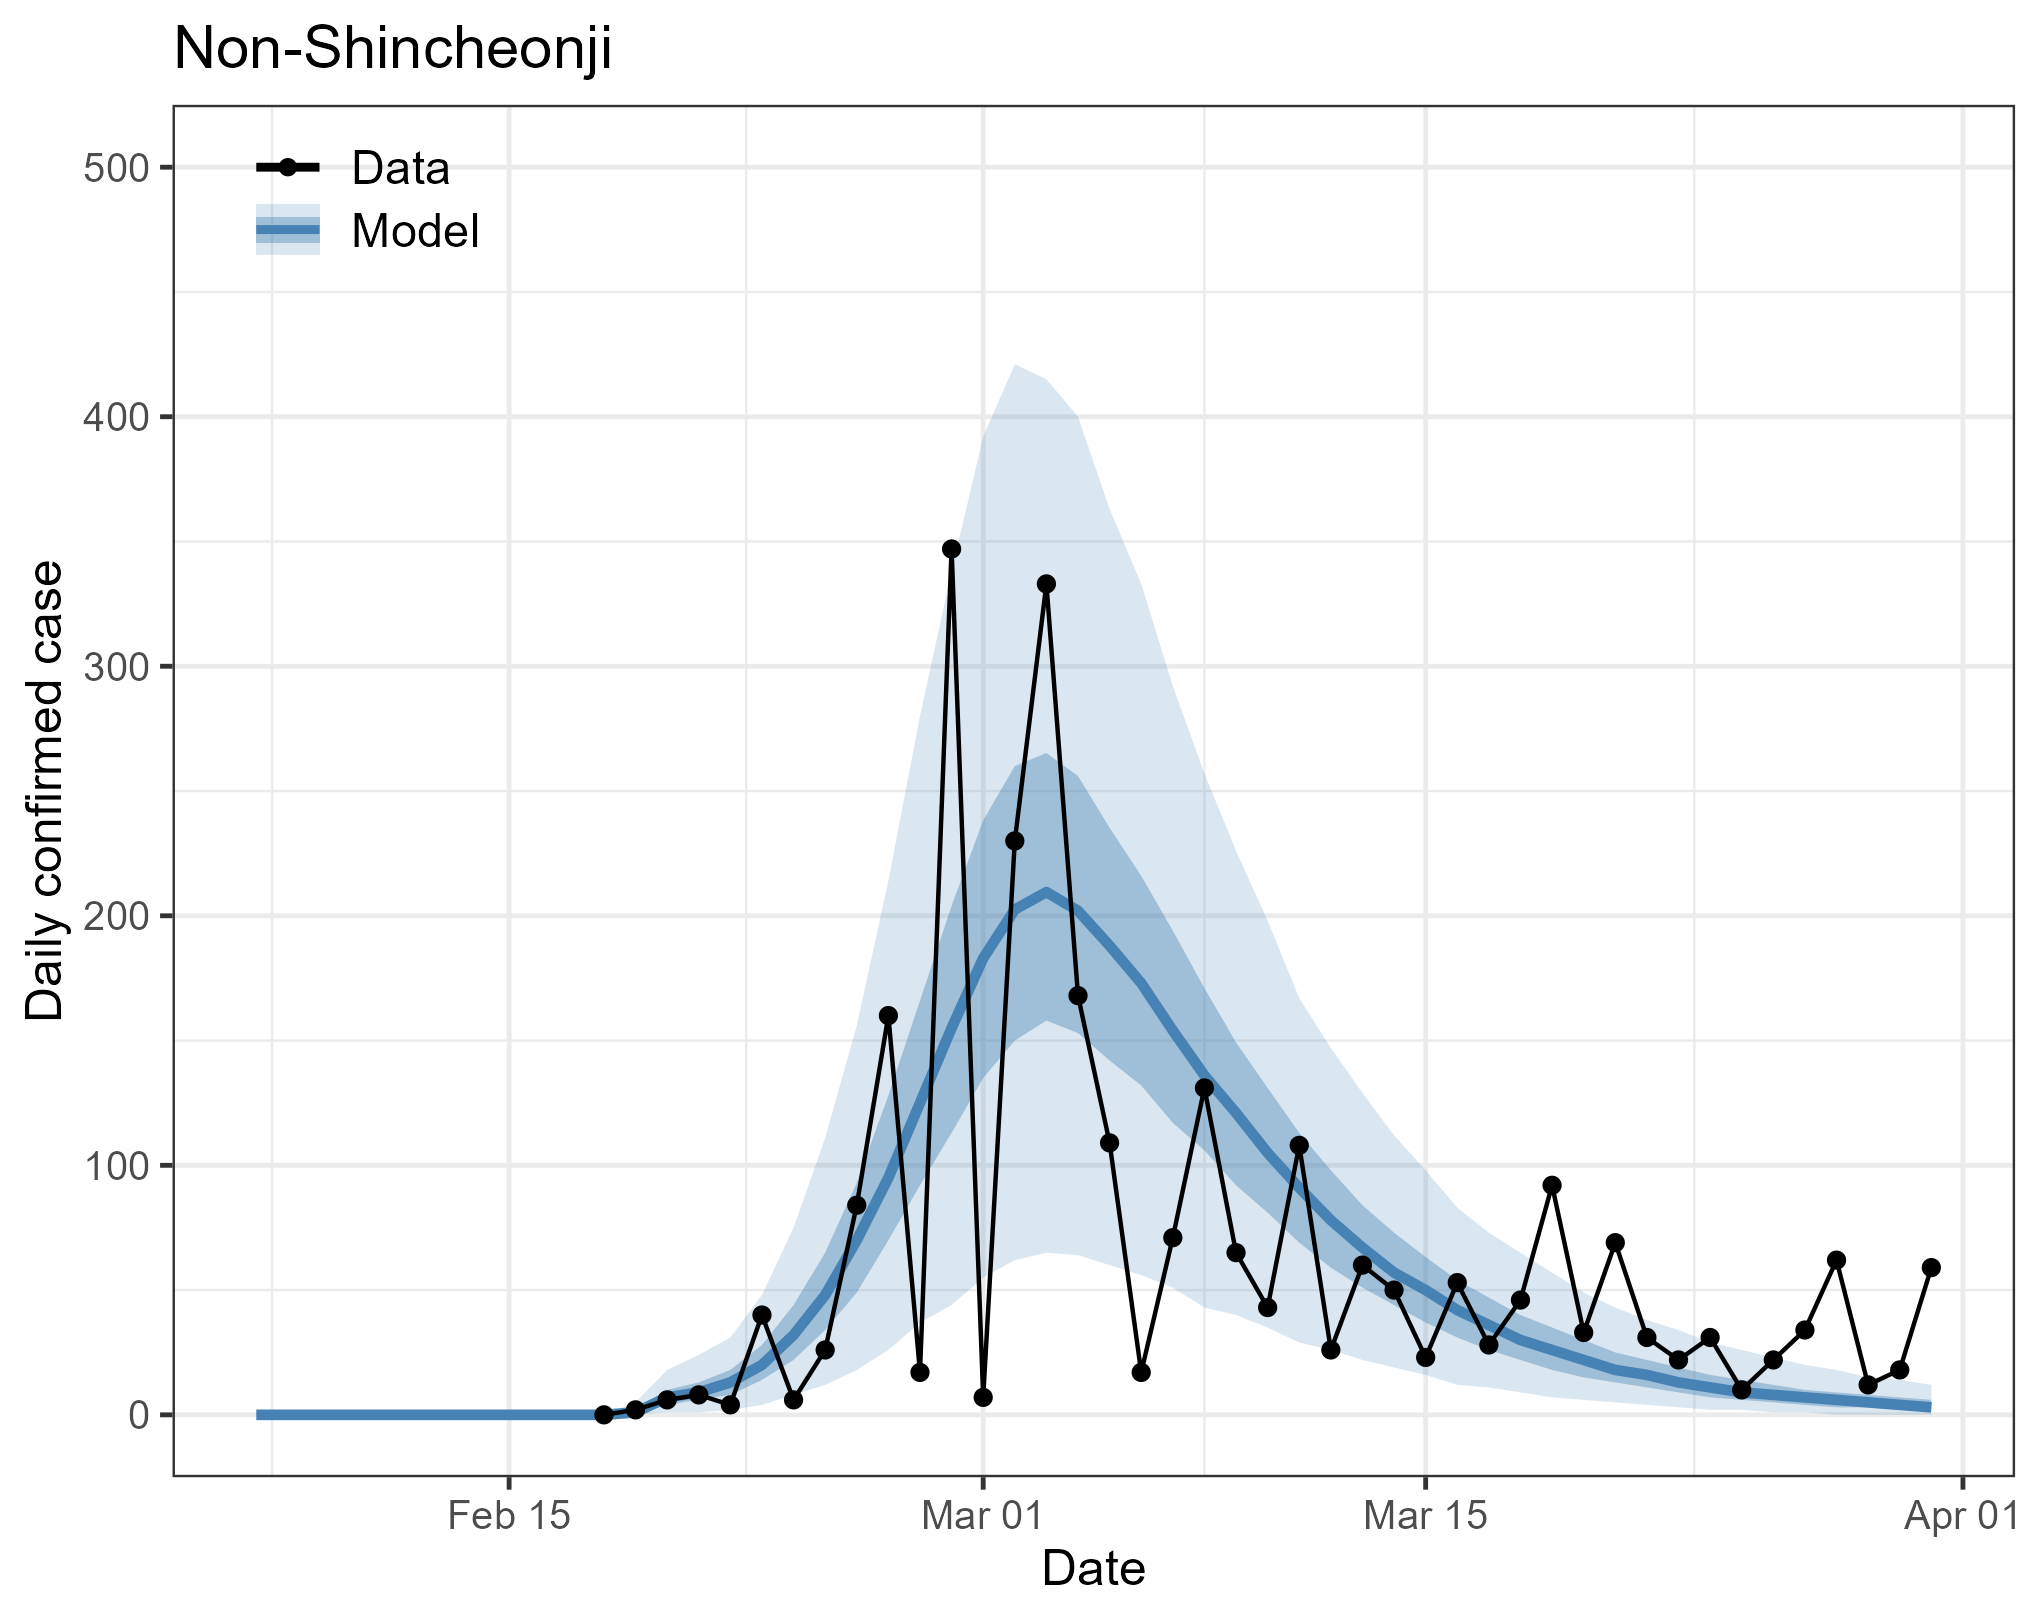 Non-Shincheonji
Data
Model
500
400
300
200
100
0
Daily confirmed case
Feb 15
Mar 01
Mar 15
Apr 01
Date